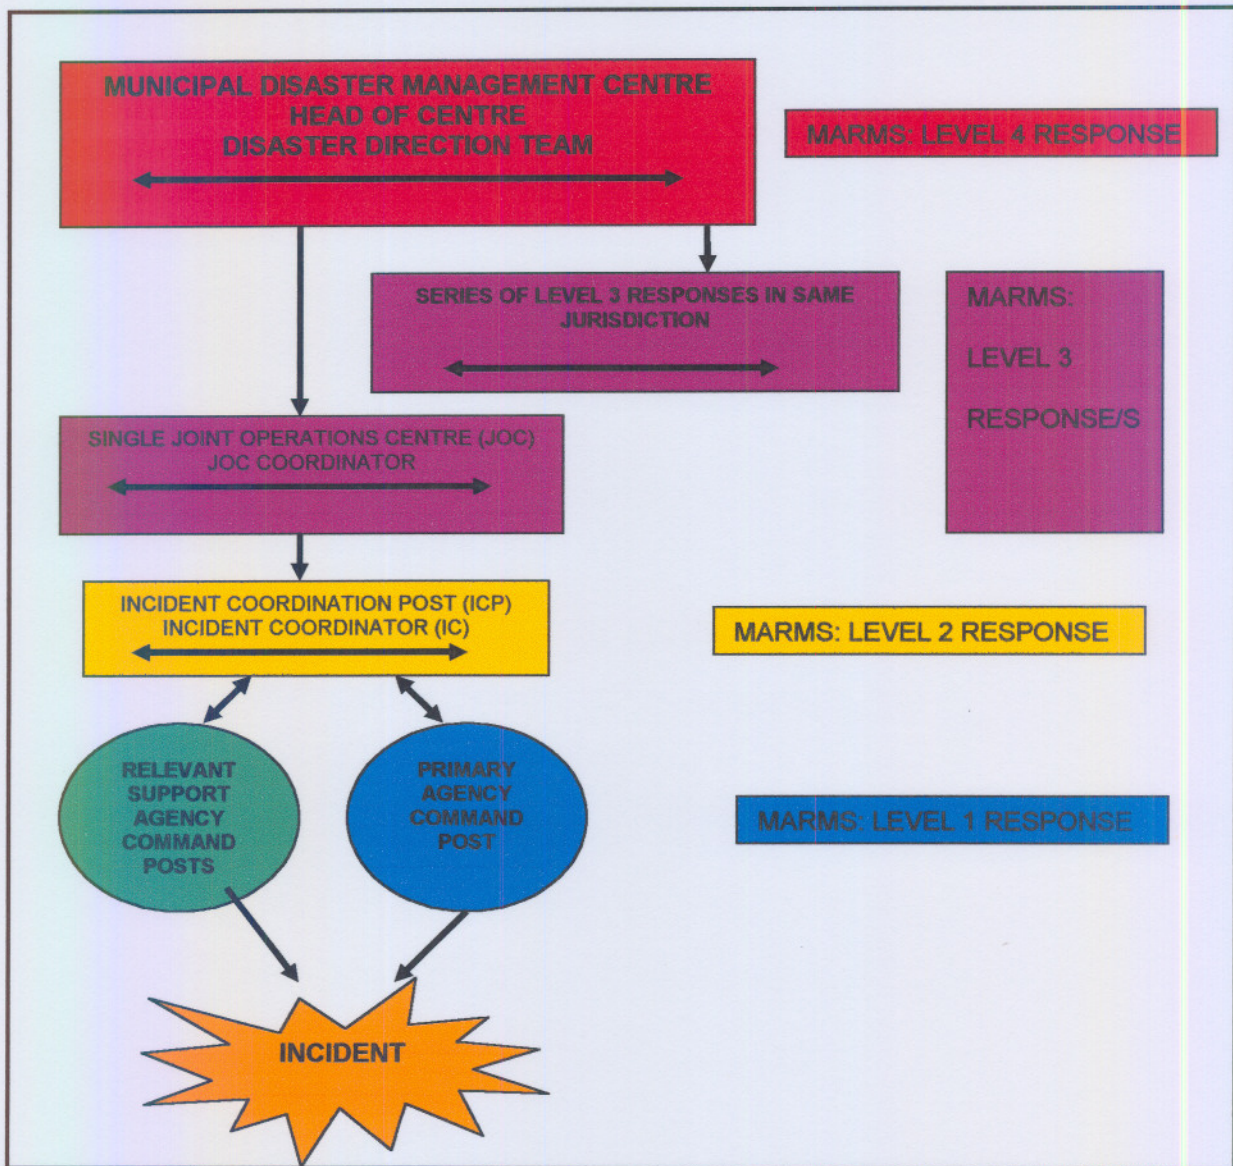 MUNICIPAL DISASTER MANAGEMENT CENTRE
HEAD OF CENTRE
DISASTER DIRECTION TEAM
MARMS: LEVEL 4 RESPONSE
SERIES OF LEVEL 3 RESPONSES IN SAME
JURISDICTION
MARMS:
LEVEL 3
RESPONSE/S
SINGLE JOINT OPERATIONS CENTRE (JOC)
JOC COORDINATOR
INCIDENT COORDINATION POST (ICP)
INCIDENT COORDINATOR (IC)
MARMS: LEVEL 2 RESPONSE
RELEVANT
SUPPORT
AGENCY
COMMAND
POSTS
PRIMARY
AGENCY
COMMAND
POST
MARMS: LEVEL 1 RESPONSE
INCIDENT